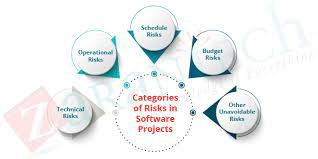 Schedule
Risks
Operational
Risks
Budget
Risks
Technical
Risks
Categories
of Risks in
Software
Projects
Other
Unavoidable
Risks